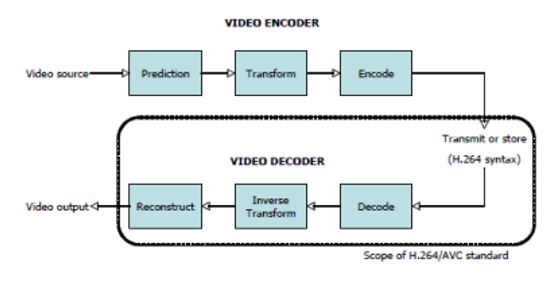 VIDEO ENCODER
Video source
Prediction
Transform
Encode
Transmit or store
(H.264 syntax)
VIDEO DECODER
Video output
Reconstruct
Inverse
Transform
Decode
Scope of H.264/AVC standard